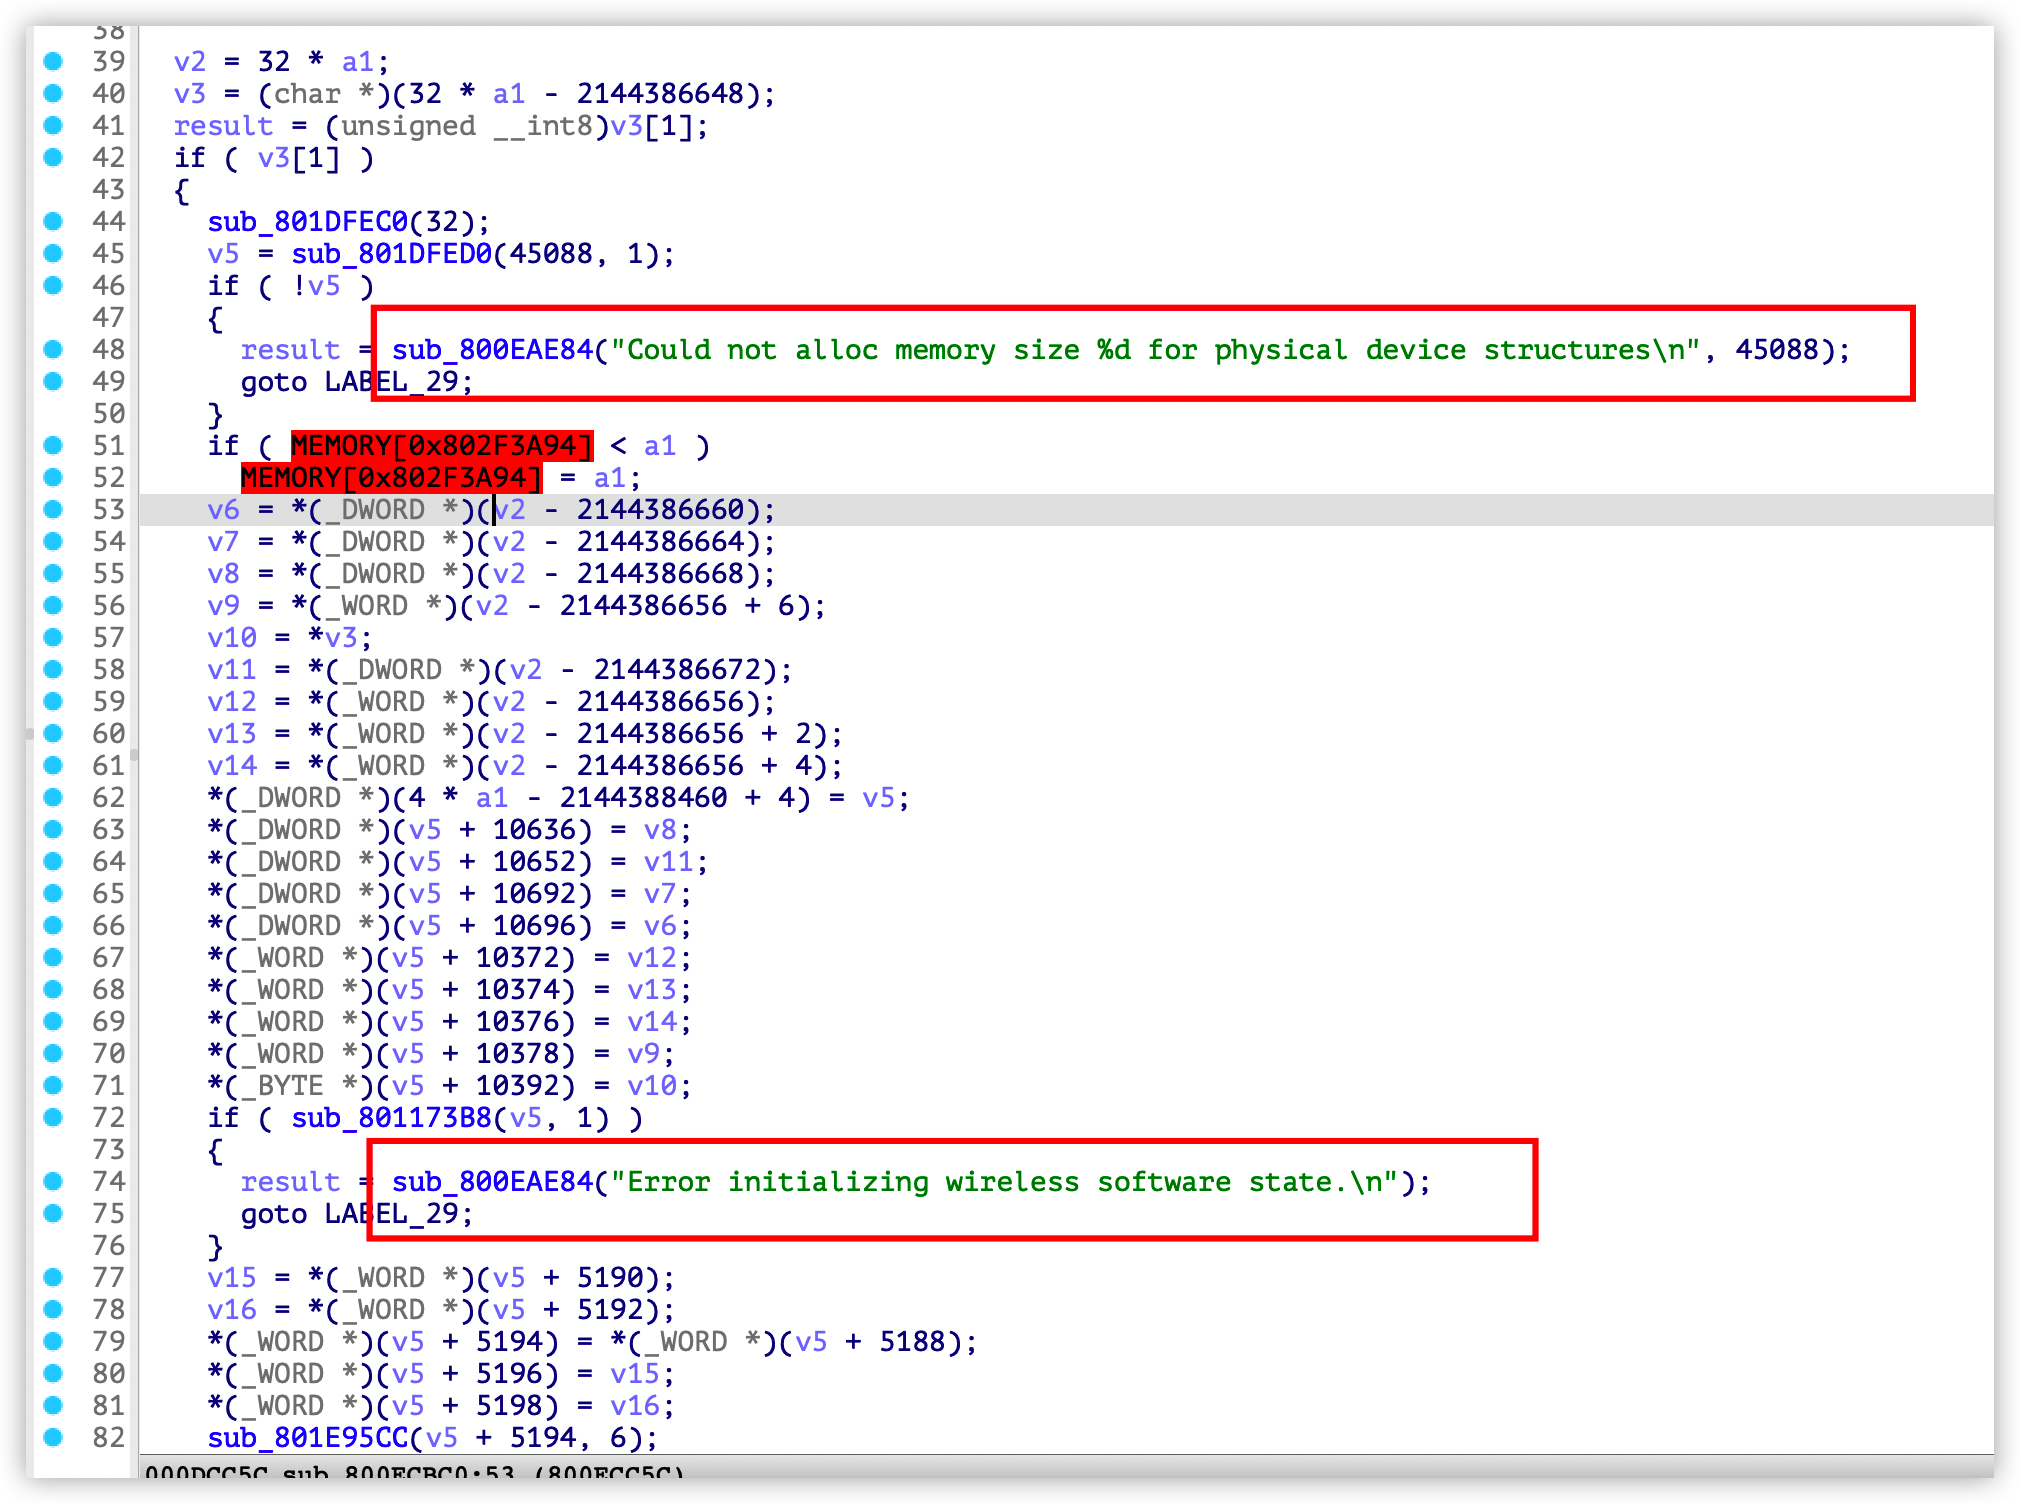 38
39 v2 = 32 * a1;
40 v3 = (char *)(32 * a1 - 2144386648);
41 result = (unsigned __int8)v3[1];
42 if ( v3[1] )
43 {
44 sub_801DFEC0(32);
45 v5 = sub_801DFED0(45088, 1);
46 if ( !v5 )
47 {
48 result = sub_800EAE84("Could not alloc memory size %d for physical device structures\n", 45088);
49 goto LABEL_29;
50 }
51 if ( MEMORY[0x802F3A94] < a1 )
52 MEMORY[0x802F3A94] = a1;
53 v6 = *(_DWORD *)(v2 - 2144386660);
54 v7 = *(_DWORD *)(v2 - 2144386664);
55 v8 = *(_DWORD *)(v2 - 2144386668);
56 v9 = *(_WORD *)(v2 - 2144386656 + 6);
57 v10 = *v3;
58 v11 = *(_DWORD *)(v2 - 2144386672);
59 v12 = *(_WORD *)(v2 - 2144386656);
60 v13 = *(_WORD *)(v2 - 2144386656 + 2);
61 v14 = *(_WORD *)(v2 - 2144386656 + 4);
62 *(_DWORD *)(4 * a1 - 2144388460 + 4) = v5;
63 *(_DWORD *)(v5 + 10636) = v8;
64 *(_DWORD *)(v5 + 10652) = v11;
65 *(_DWORD *)(v5 + 10692) = v7;
66 *(_DWORD *)(v5 + 10696) = v6;
67 *(_WORD *)(v5 + 10372) = v12;
68 *(_WORD *)(v5 + 10374) = v13;
69 *(_WORD *)(v5 + 10376) = v14;
70 *(_WORD *)(v5 + 10378) = v9;
71 *(_BYTE *)(v5 + 10392) = v10;
72 if ( sub_801173B8(v5, 1) )
73 {
74 result = sub_800EAE84("Error initializing wireless software state.\n");
75 goto LABEL_29;
76 }
77 v15 = *(_WORD *)(v5 + 5190);
78 v16 = *(_WORD *)(v5 + 5192);
79 *(_WORD *)(v5 + 5194) = *(_WORD *)(v5 + 5188);
80 *(_WORD *)(v5 + 5196) = v15;
81 *(_WORD *)(v5 + 5198) = v16;
82 sub_801E95CC(v5 + 5194, 6);
000DCC5C sub_800ECBC0:53 (800ECC5C)